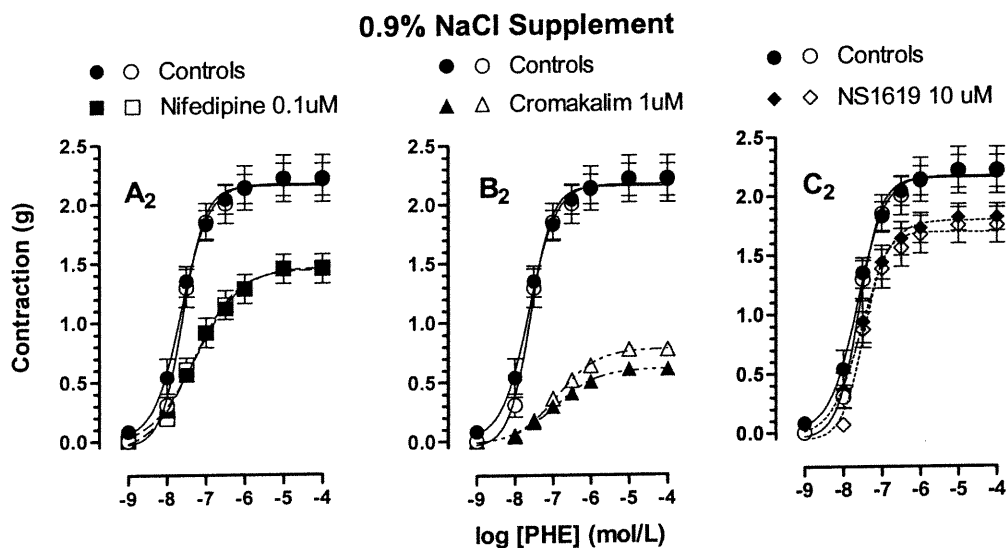 0.9% NaCl Supplement
Controls
Nifedipine 0.1uM
Controls
Cromakalim 1uM
Controls
NS1619 10 uM
Contraction (g)
2.5
2.0
1.5
1.0
0.5
0.0
A2
-9 -8 -7 -6 -5 -4
2.5
2.0
1.5
1.0
0.5
0.0
B2
-9 -8 -7 -6 -5 -4
2.5
2.0
1.5
1.0
0.5
0.0
C2
-9 -8 -7 -6 -5 -4
log [PHE] (mol/L)